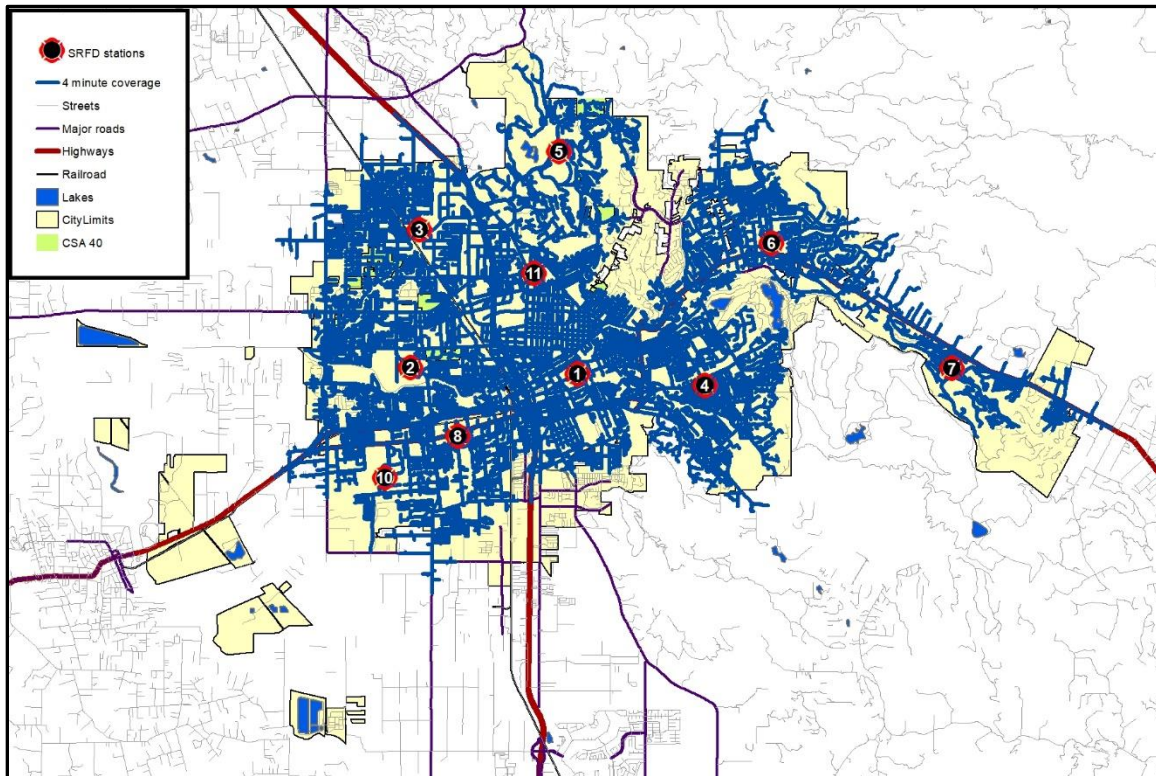 SRFD stations
4 minute coverage
Streets
Major roads
Highways
Railroad
Lakes
CityLimits
CSA 40
5
3
6
11
2
1
7
4
8
10